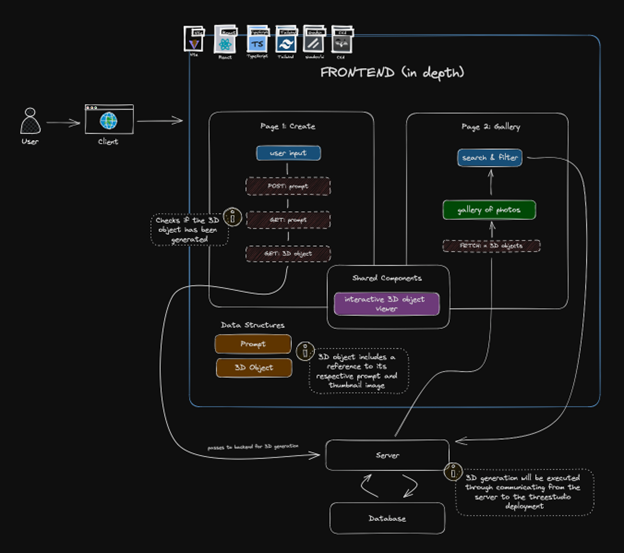 Vite
React
TypeScript
Tailwind
TS
FRONTEND (in depth)
User
Client
Page 1: Create
user input
POST: prompt
GET: prompt
GET: 3D object
Checks if the 3D
object has been
generated
Page 2: Gallery
search & filter
gallery of photos
FETCH: n 3D objects
Shared Components
interactive 3D object
viewer
Data Structures
Prompt
3D Object
3D object includes a
reference to its
respective prompt and
thumbnail image
passes to backend for 3D generation
Server
3D generation will be executed
through communicating from the
server to the threestudio
deployment
Database